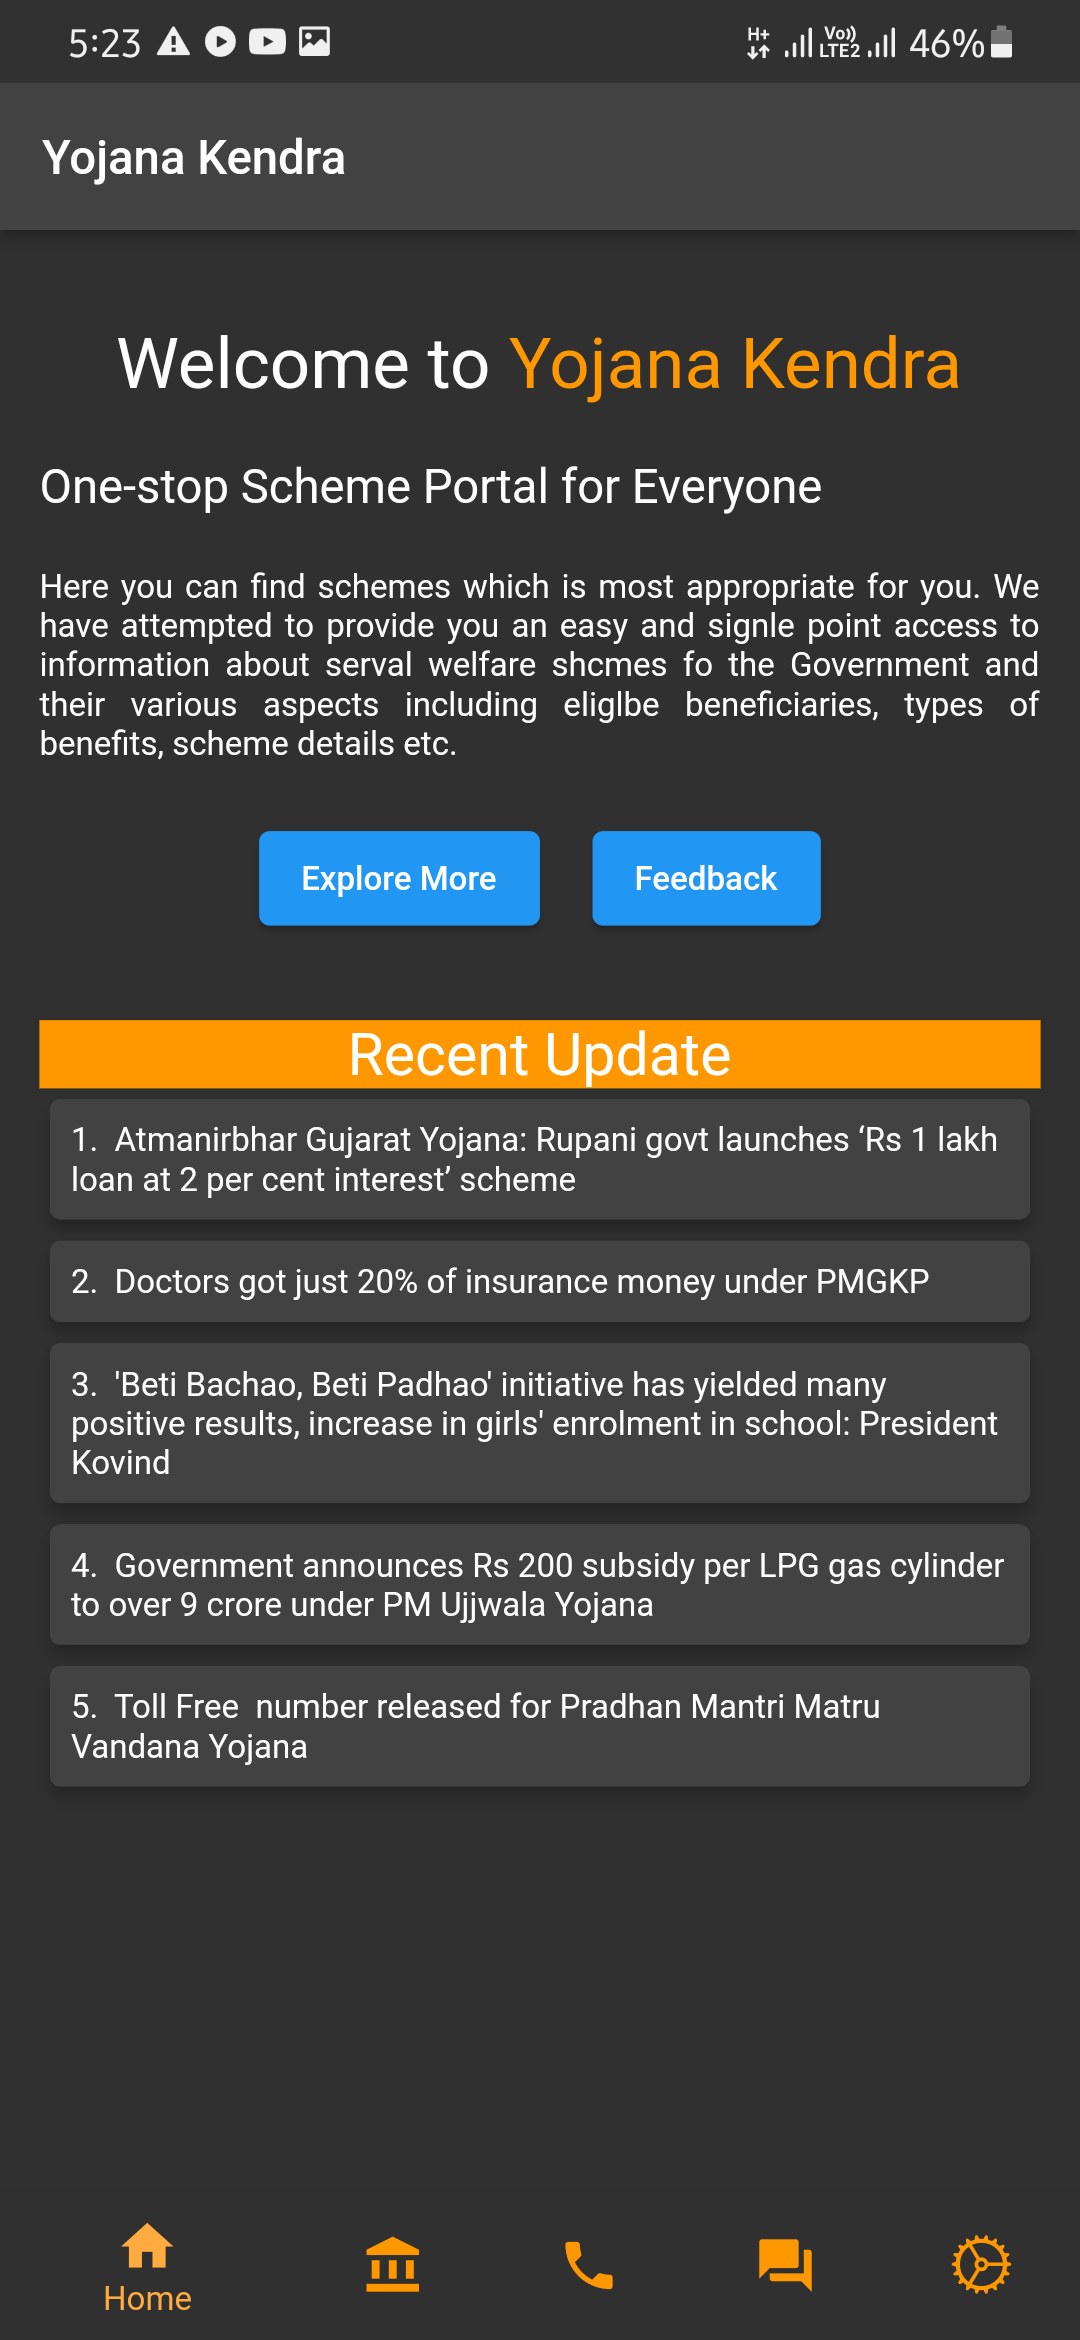 5:23 H+ Vo)) LTE2 46%
Yojana Kendra
Welcome to Yojana Kendra
One-stop Scheme Portal for Everyone
Here you can find schemes which is most appropriate for you. We
have attempted to provide you an easy and signle point access to
information about serval welfare shcmes fo the Government and
their various aspects including eliglbe beneficiaries, types of
benefits, scheme details etc.
Explore More Feedback
Recent Update
1. Atmanirbhar Gujarat Yojana: Rupani govt launches ‘Rs 1 lakh
loan at 2 per cent interest’ scheme
2. Doctors got just 20% of insurance money under PMGKP
3. 'Beti Bachao, Beti Padhao' initiative has yielded many
positive results, increase in girls' enrolment in school: President
Kovind
4. Government announces Rs 200 subsidy per LPG gas cylinder
to over 9 crore under PM Ujjwala Yojana
5. Toll Free  number released for Pradhan Mantri Matru
Vandana Yojana
Home